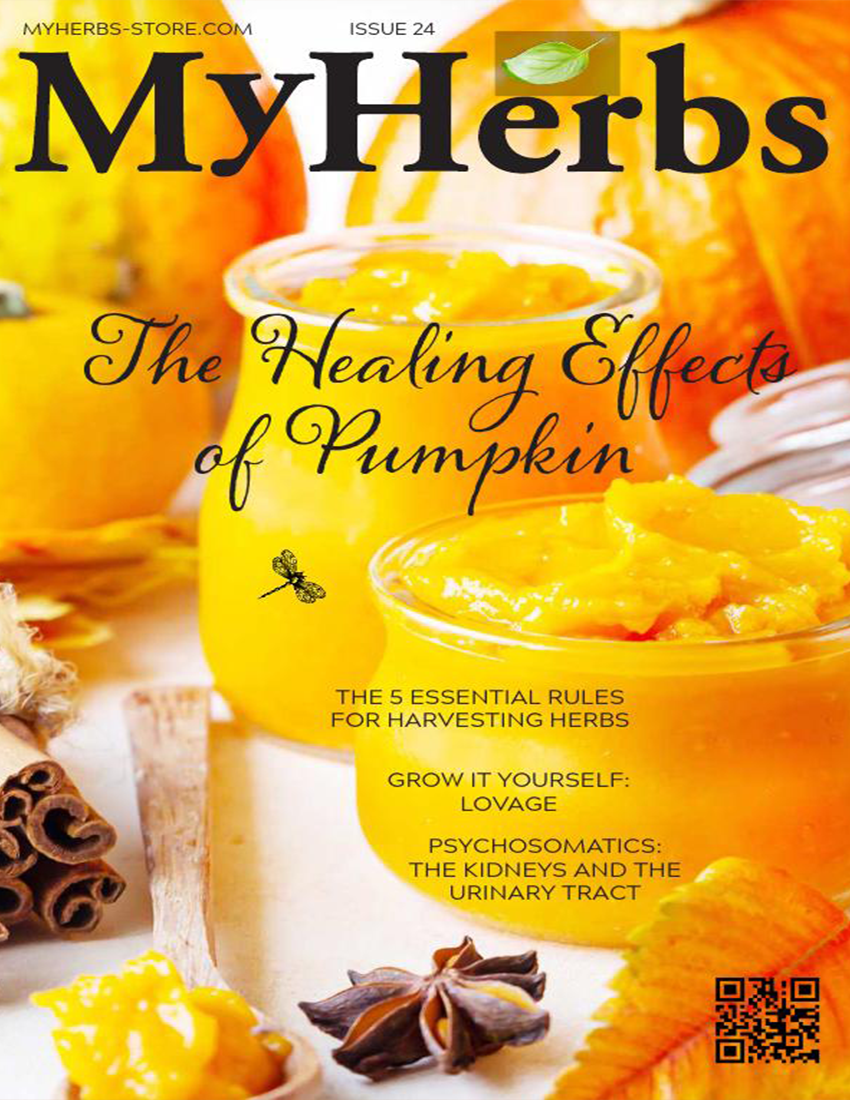 MYHERBS-STORE.COM ISSUE 24
MyHerbs
The Healing Effects
of Pumpkin
THE 5 ESSENTIAL RULES
FOR HARVESTING HERBS
GROW IT YOURSELF:
LOVAGE
PSYCHOSOMATICS:
THE KIDNEYS AND THE
URINARY TRACT